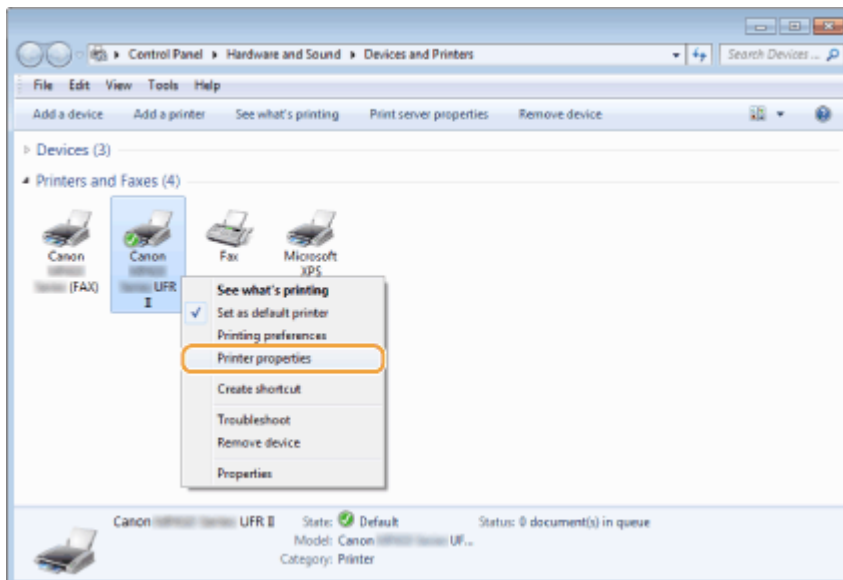 Control Panel ▸ Hardware and Sound ▸ Devices and Printers
Search Devices ...
File Edit View Tools Help
Add a device Add a printer See what's printing Print server properties Remove device
Devices (3)
Printers and Faxes (4)
Canon
(FAX)
Canon
UFR
II
Fax
Microsoft
XPS
See what's printing
Set as default printer
Printing preferences
Printer properties
Create shortcut
Troubleshoot
Remove device
Properties
Canon UFR II State: Default Status: 0 document(s) in queue
Model: Canon UF...
Category: Printer